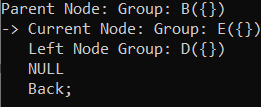 Parent Node: Group: B({})
-> Current Node: Group: E({})
Left Node Group: D({})
NULL
Back;